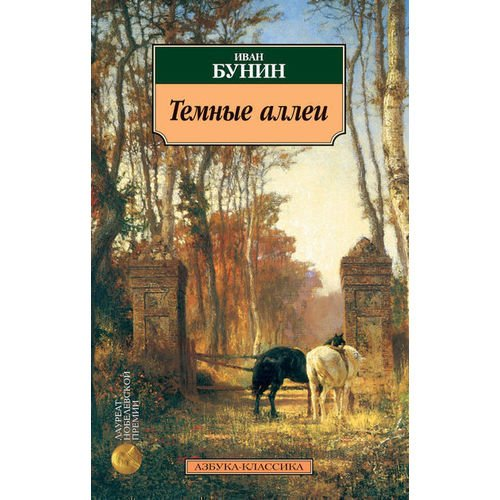 ИВАН
БУНИН
Темные аллеи
ЛАУРЕАТ
НОБЕЛЕВСКОЙ
ПРЕМИИ
АЗБУКА-КЛАССИКА